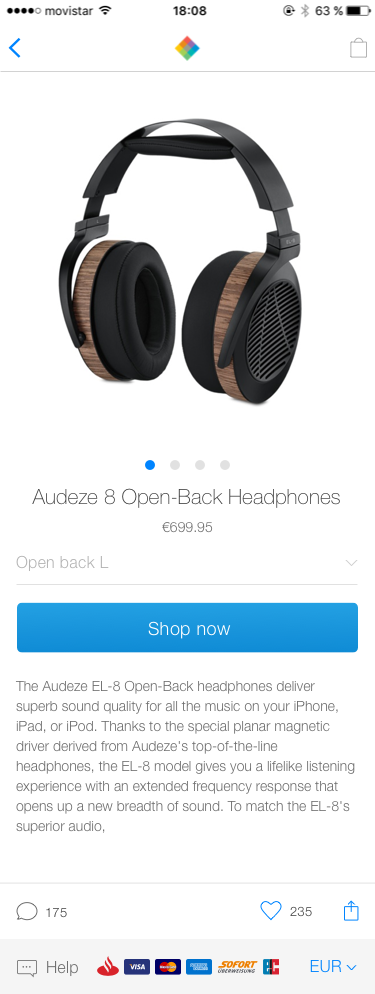 movistar 18:08 63 %
Audeze 8 Open-Back Headphones
€699.95
Open back L
Shop now
The Audeze EL-8 Open-Back headphones deliver
superb sound quality for all the music on your iPhone,
iPad, or iPod. Thanks to the special planar magnetic
driver derived from Audeze's top-of-the-line
headphones, the EL-8 model gives you a lifelike listening
experience with an extended frequency response that
opens up a new breadth of sound. To match the EL-8's
superior audio,
175 235
Help VISA SOFORT EUR
ÜBERWEISUNG